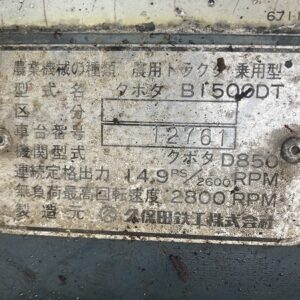 671
農業機械の種類 農用トラクタ 乗用型
型式名 クボタ B1500DT
区分
車台番号 12761
機関型式 クボタ D850
連続定格出力 14.9PS/2600RPM
無負荷最高回転速度 2800RPM
製造元 久保田鉄工株式会社